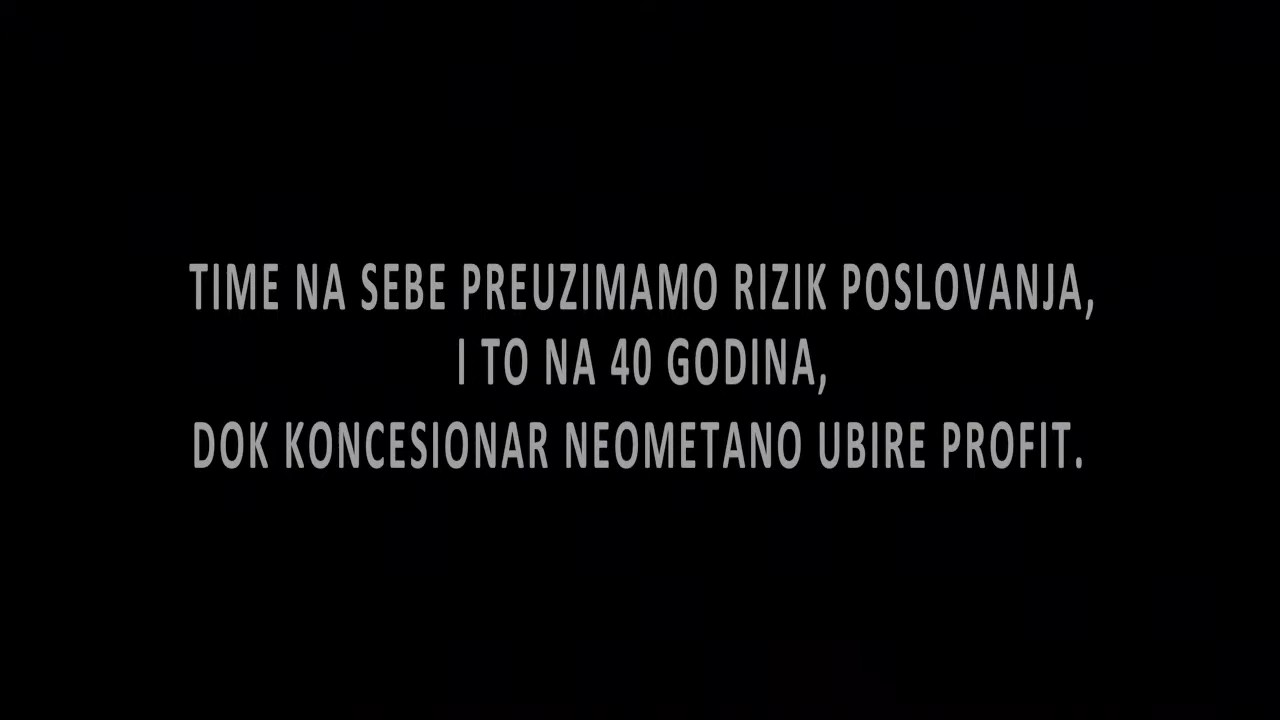 TIME NA SEBE PREUZIMAMO RIZIK POSLOVANJA,
I TO NA 40 GODINA,
DOK KONCESIONAR NEOMETANO UBIRE PROFIT.